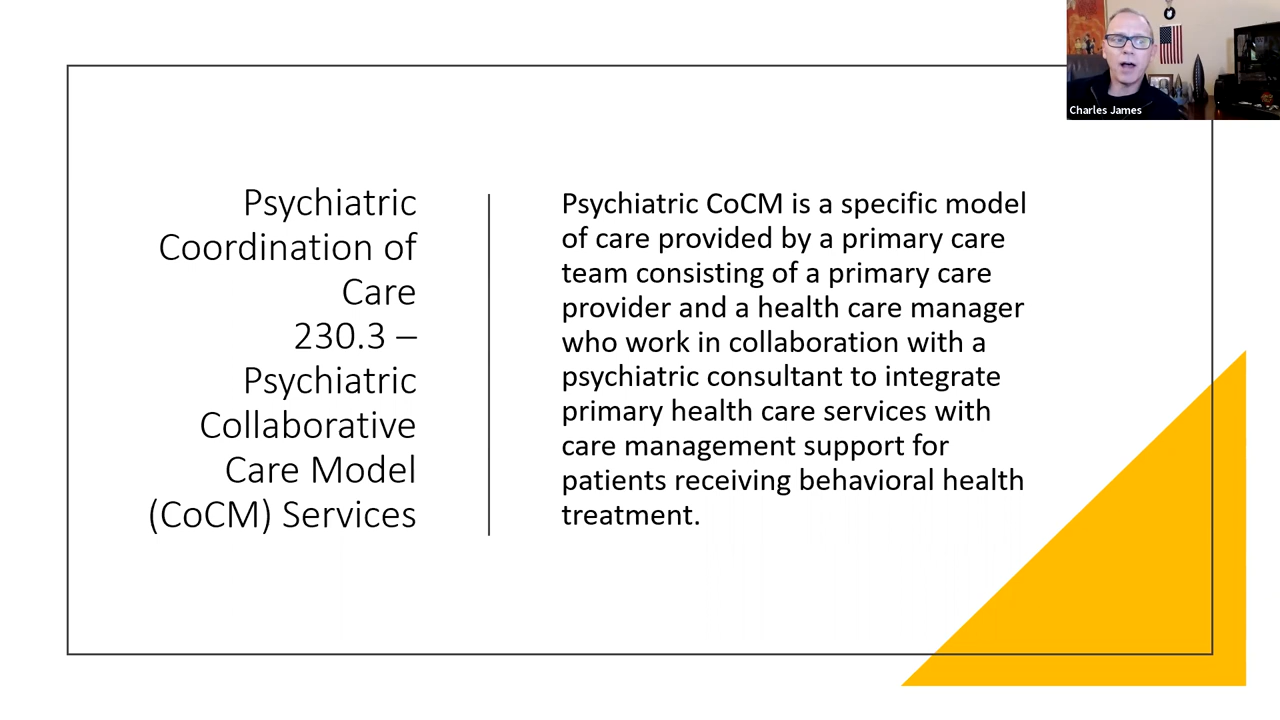 Charles James
Psychiatric
Coordination of
Care
230.3 –
Psychiatric
Collaborative
Care Model
(CoCM) Services
Psychiatric CoCM is a specific model
of care provided by a primary care
team consisting of a primary care
provider and a health care manager
who work in collaboration with a
psychiatric consultant to integrate
primary health care services with
care management support for
patients receiving behavioral health
treatment.